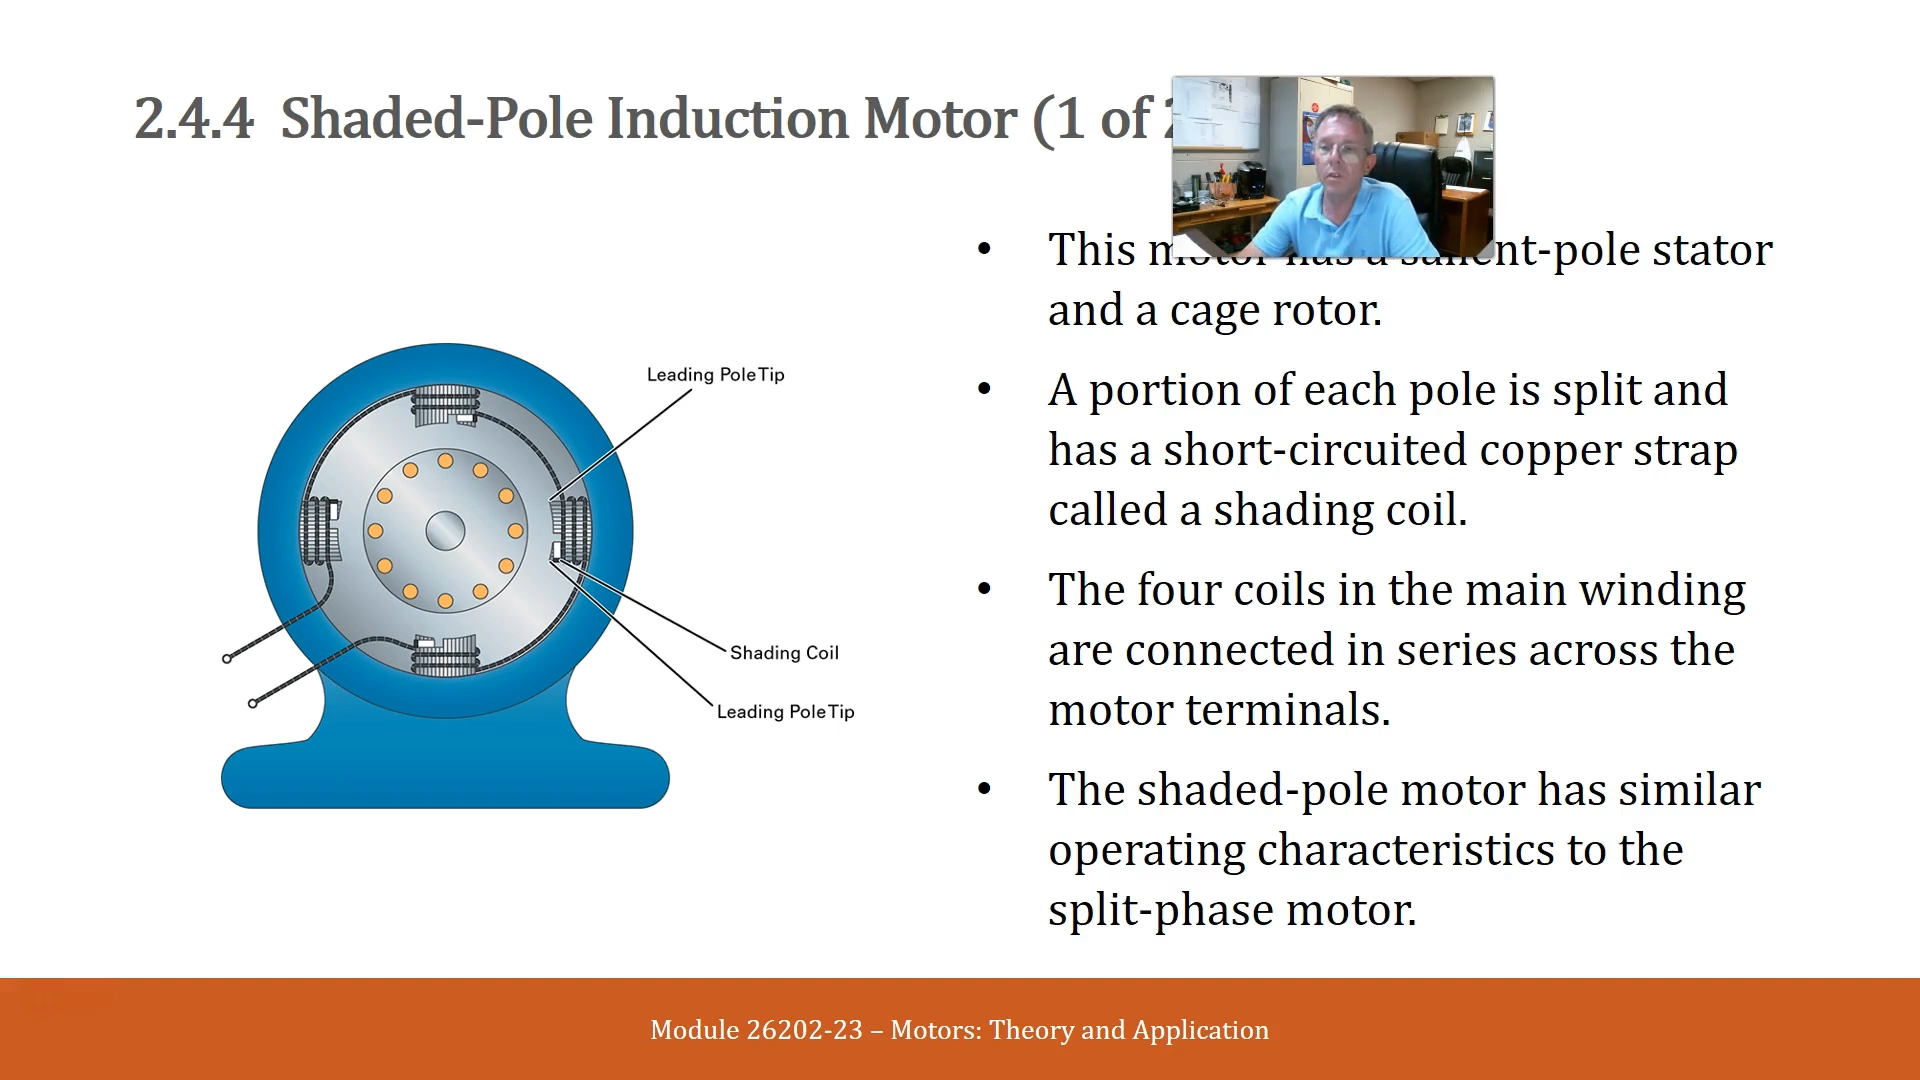 2.4.4 Shaded-Pole Induction Motor (1 of
This motor has a salient-pole stator
and a cage rotor.
A portion of each pole is split and
has a short-circuited copper strap
called a shading coil.
The four coils in the main winding
are connected in series across the
motor terminals.
The shaded-pole motor has similar
operating characteristics to the
split-phase motor.
Leading Pole Tip
Shading Coil
Leading Pole Tip
Module 26202-23 – Motors: Theory and Application